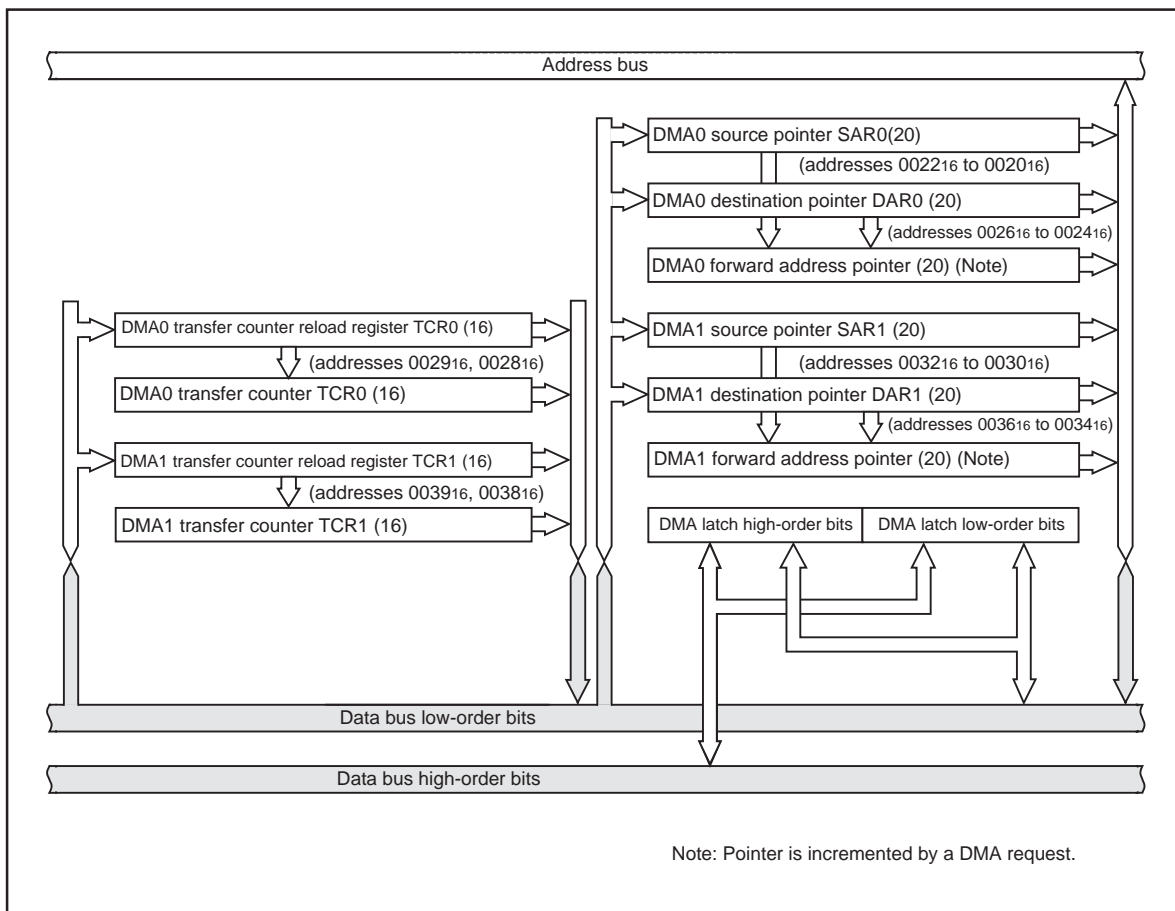 Address bus
DMA0 source pointer SAR0(20)
(addresses 002216 to 002016)
DMA0 destination pointer DAR0 (20)
(addresses 002616 to 002416)
DMA0 forward address pointer (20) (Note)
DMA0 transfer counter reload register TCR0 (16)
(addresses 002916, 002816)
DMA0 transfer counter TCR0 (16)
DMA1 transfer counter reload register TCR1 (16)
(addresses 003916, 003816)
DMA1 transfer counter TCR1 (16)
DMA1 source pointer SAR1 (20)
(addresses 003216 to 003016)
DMA1 destination pointer DAR1 (20)
(addresses 003616 to 003416)
DMA1 forward address pointer (20) (Note)
DMA latch high-order bits
DMA latch low-order bits
Data bus low-order bits
Data bus high-order bits
Note: Pointer is incremented by a DMA request.